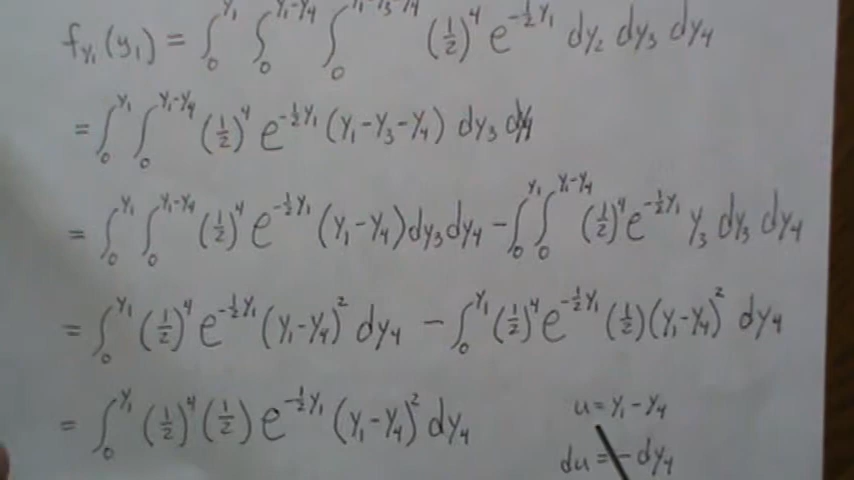 f_{Y_1}(y_1) = ∫_0^{y_1} ∫_0^{y_1-y_4} ∫_0^{y_1-y_3-y_4} (1/2)^4 e^{-1/2 y_1} dy_2 dy_3 dy_4
= ∫_0^{y_1} ∫_0^{y_1-y_4} (1/2)^4 e^{-1/2 y_1} (y_1-y_3-y_4) dy_3 dy_4
= ∫_0^{y_1} ∫_0^{y_1-y_4} (1/2)^4 e^{-1/2 y_1} (y_1-y_4) dy_3 dy_4 - ∫_0^{y_1} ∫_0^{y_1-y_4} (1/2)^4 e^{-1/2 y_1} y_3 dy_3 dy_4
= ∫_0^{y_1} (1/2)^4 e^{-1/2 y_1} (y_1-y_4)^2 dy_4 - ∫_0^{y_1} (1/2)^4 e^{-1/2 y_1} (1/2) (y_1-y_4)^2 dy_4
= ∫_0^{y_1} (1/2)^4 (1/2) e^{-1/2 y_1} (y_1-y_4)^2 dy_4
u = y_1 - y_4
du = -dy_4